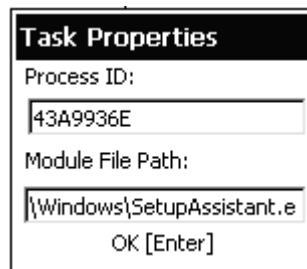 Task Properties
Process ID:
43A9936E
Module File Path:
\Windows\SetupAssistant.e
OK [Enter]